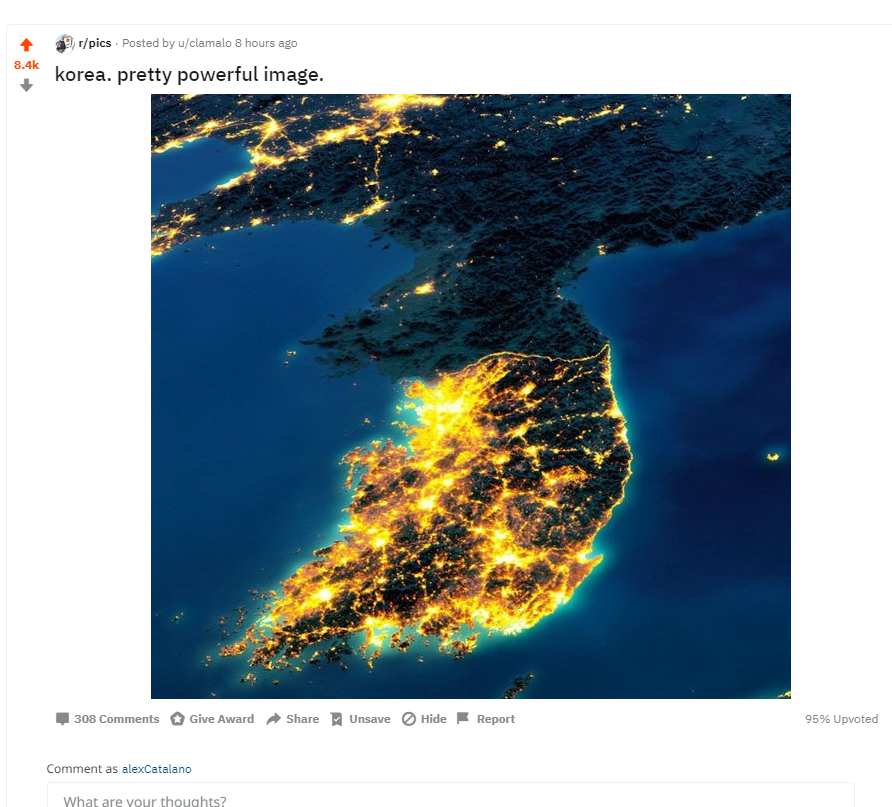 r/pics · Posted by u/clamalo 8 hours ago
8.4k
korea. pretty powerful image.
308 Comments Give Award Share Unsave Hide Report 95% Upvoted
Comment as alexCatalano
What are your thoughts?